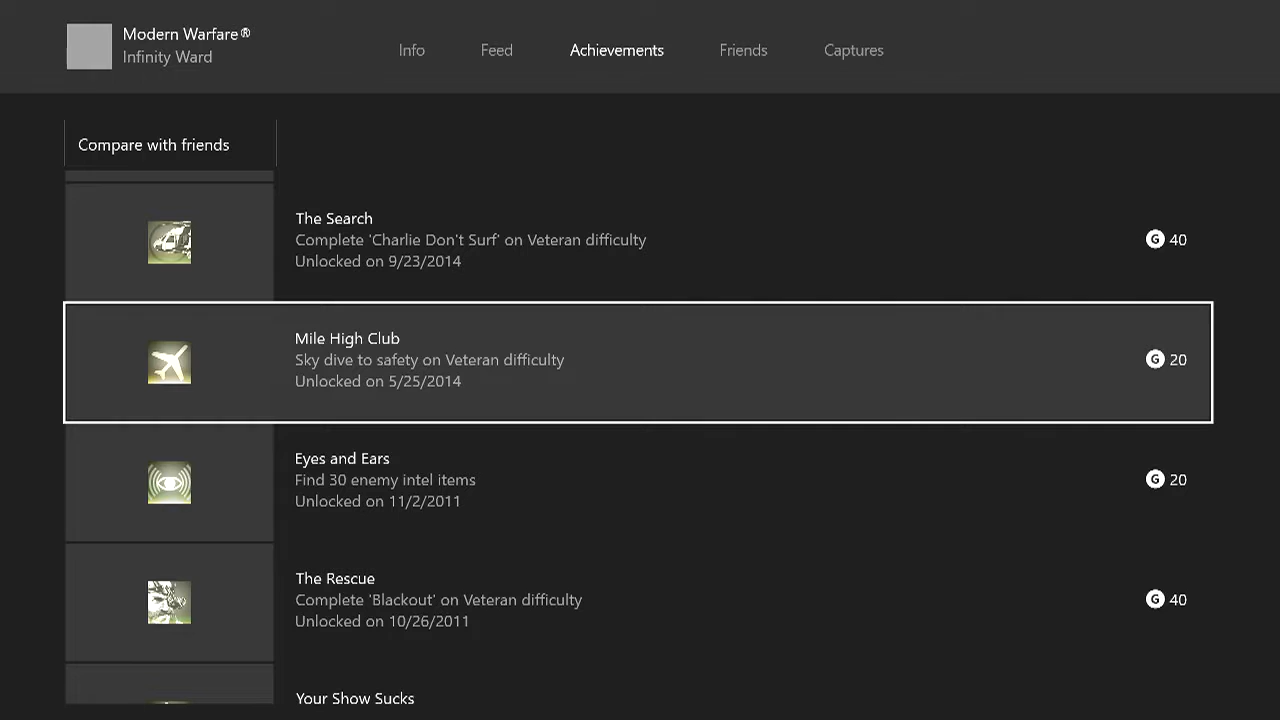 Modern Warfare®
Infinity Ward
Info Feed Achievements Friends Captures
Compare with friends
The Search
Complete 'Charlie Don't Surf' on Veteran difficulty
Unlocked on 9/23/2014
G 40
Mile High Club
Sky dive to safety on Veteran difficulty
Unlocked on 5/25/2014
G 20
Eyes and Ears
Find 30 enemy intel items
Unlocked on 11/2/2011
G 20
The Rescue
Complete 'Blackout' on Veteran difficulty
Unlocked on 10/26/2011
G 40
Your Show Sucks